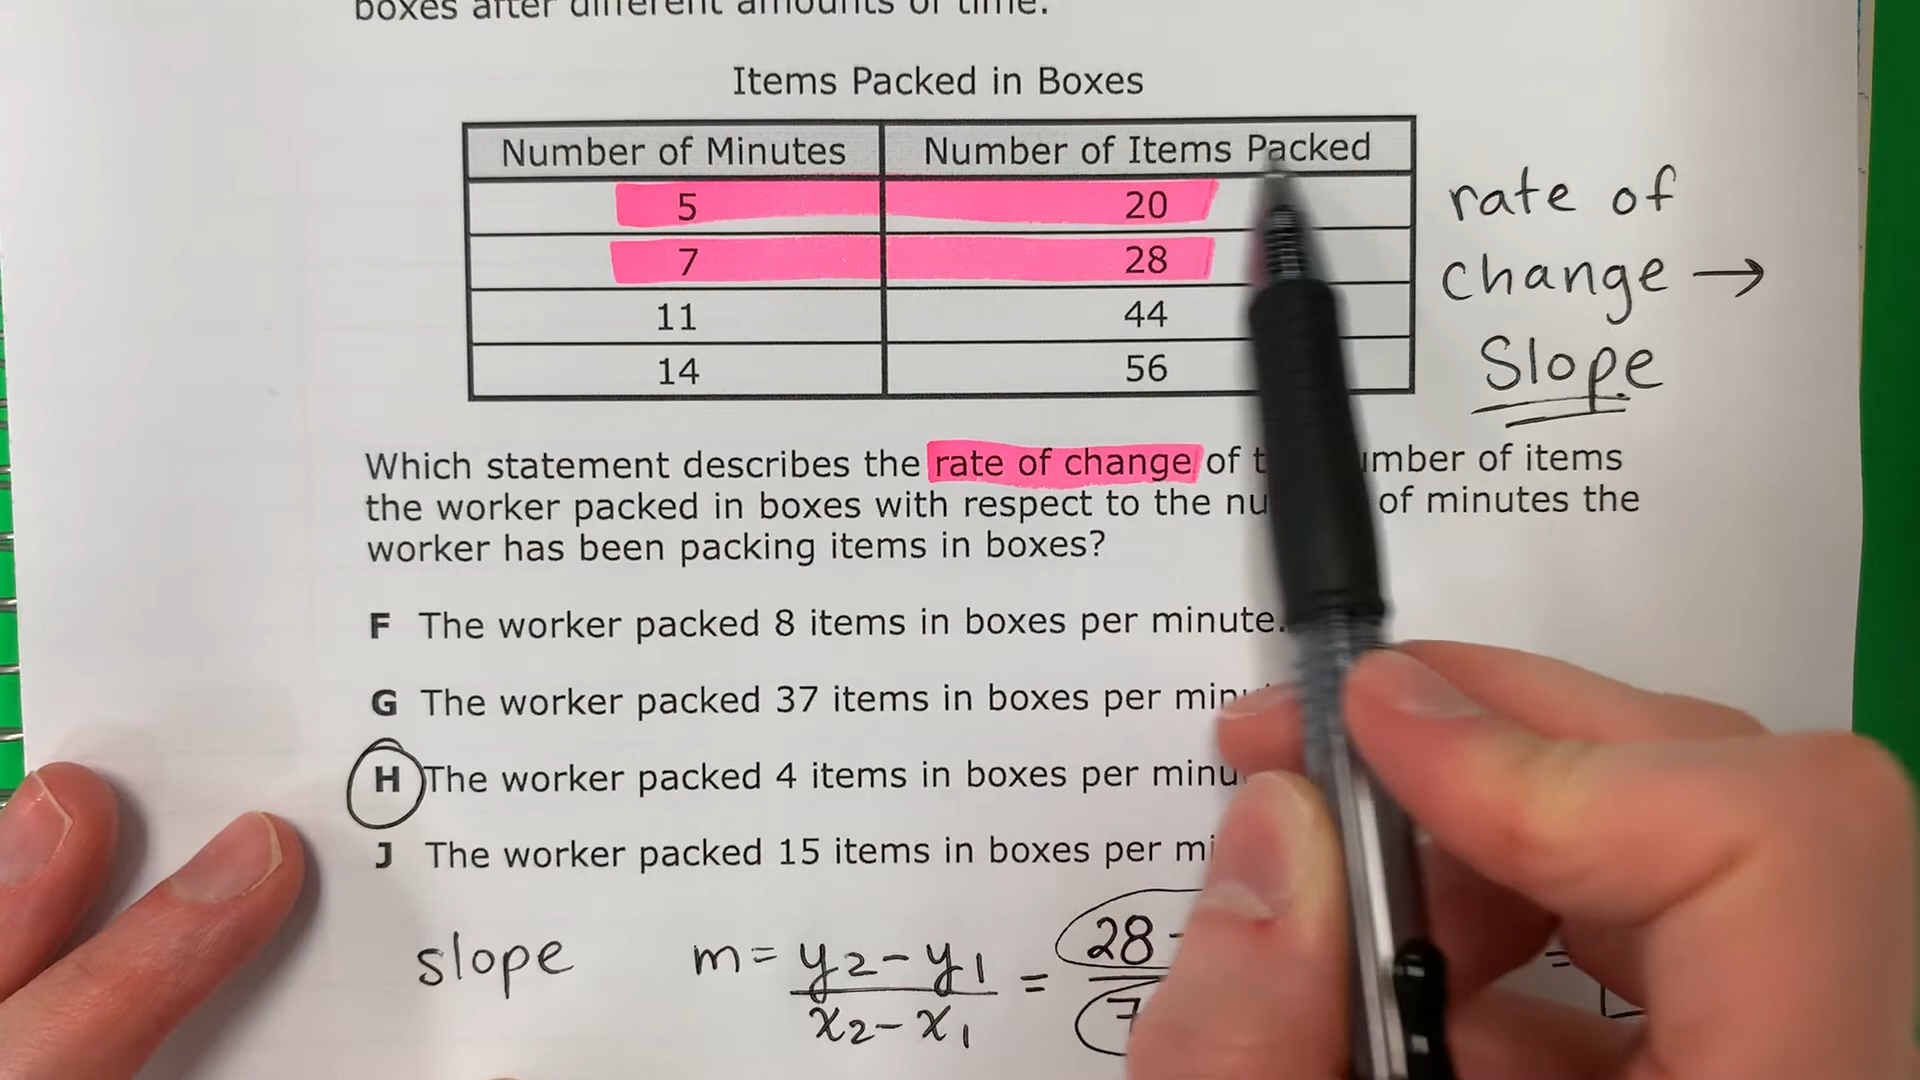 boxes after different amounts of time.
Items Packed in Boxes
Number of Minutes Number of Items Packed
5 20
7 28
11 44
14 56
rate of
change →
Slope
Which statement describes the rate of change of t umber of items
the worker packed in boxes with respect to the nu of minutes the
worker has been packing items in boxes?
F The worker packed 8 items in boxes per minute.
G The worker packed 37 items in boxes per min
H The worker packed 4 items in boxes per minu
J The worker packed 15 items in boxes per mi
slope m = y2 - y1 = 28 - =
x2 - x1 7